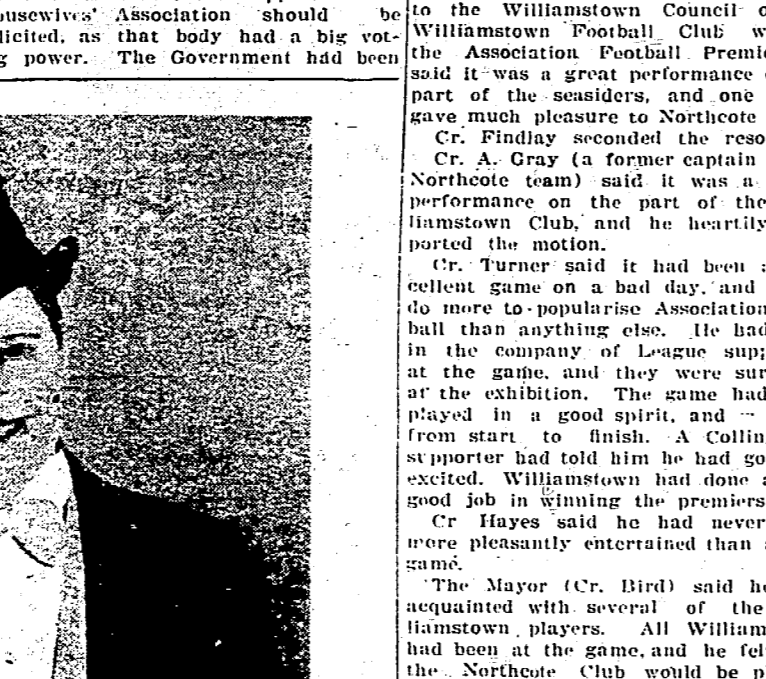 ousewives' Association should be
licited, as that body had a big vot-
g power. The Government had been
to the Williamstown Council o
Williamstown Football Club w
the Association Football Premie
said it was a great performance
part of the seasiders, and one
gave much pleasure to Northcote
Cr. Findlay seconded the reso
Cr. A. Gray (a former captain
Northcote team) said it was a
performance on the part of the
liamstown Club, and he heartily
ported the motion.
Cr. Turner said it had been a
cellent game on a bad day, and
do more to popularise Association
ball than anything else. He had
in the company of League supp
at the game, and they were sur
at the exhibition. The game had
played in a good spirit, and
from start to finish. A Collin
supporter had told him he had go
excited. Williamstown had done a
good job in winning the premiers
Cr Hayes said he had never
more pleasantly entertained than
game.
The Mayor (Cr. Bird) said he
acquainted with several of the
liamstown players. All William
had been at the game, and he fel
the Northcote Club would be p